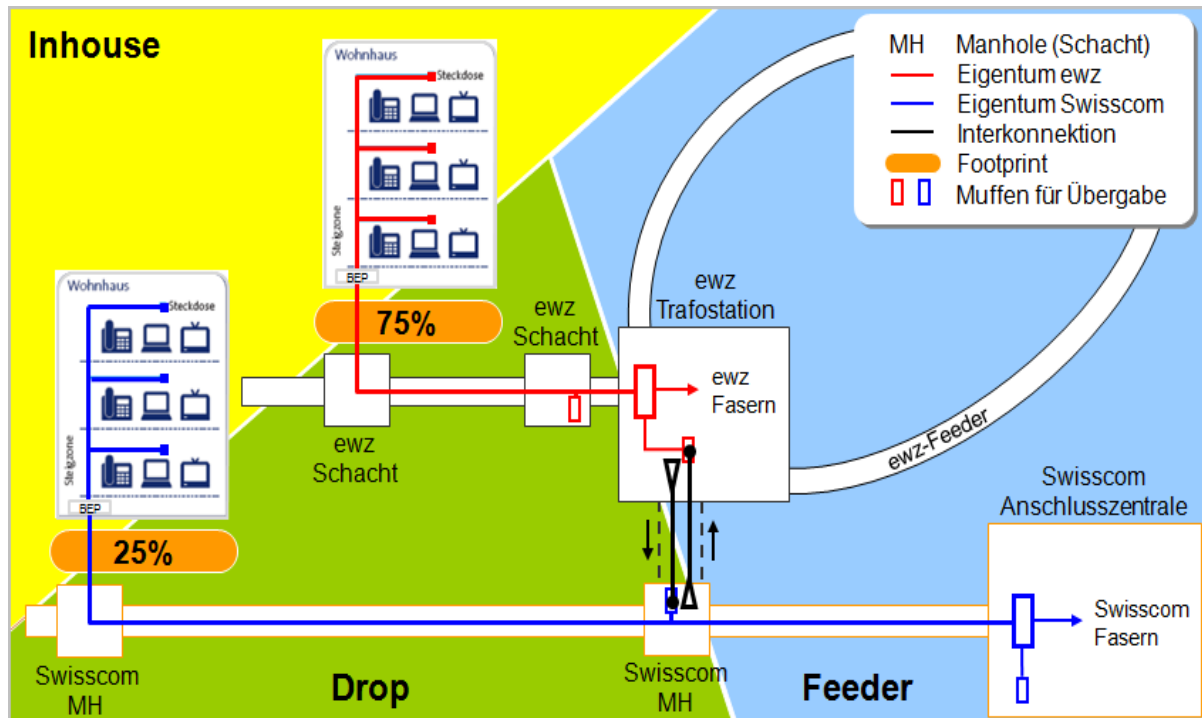 Inhouse
Wohnhaus
Steckdose
Steigzone
BEP
75%
Wohnhaus
Steckdose
Steigzone
BEP
25%
MH Manhole (Schacht)
Eigentum ewz
Eigentum Swisscom
Interkonnektion
Footprint
Muffen für Übergabe
ewz
Schacht
ewz
Trafostation
ewz
Fasern
ewz
Schacht
ewz-Feeder
Swisscom
Anschlusszentrale
Swisscom
Fasern
Swisscom
MH
Drop
Swisscom
MH
Feeder